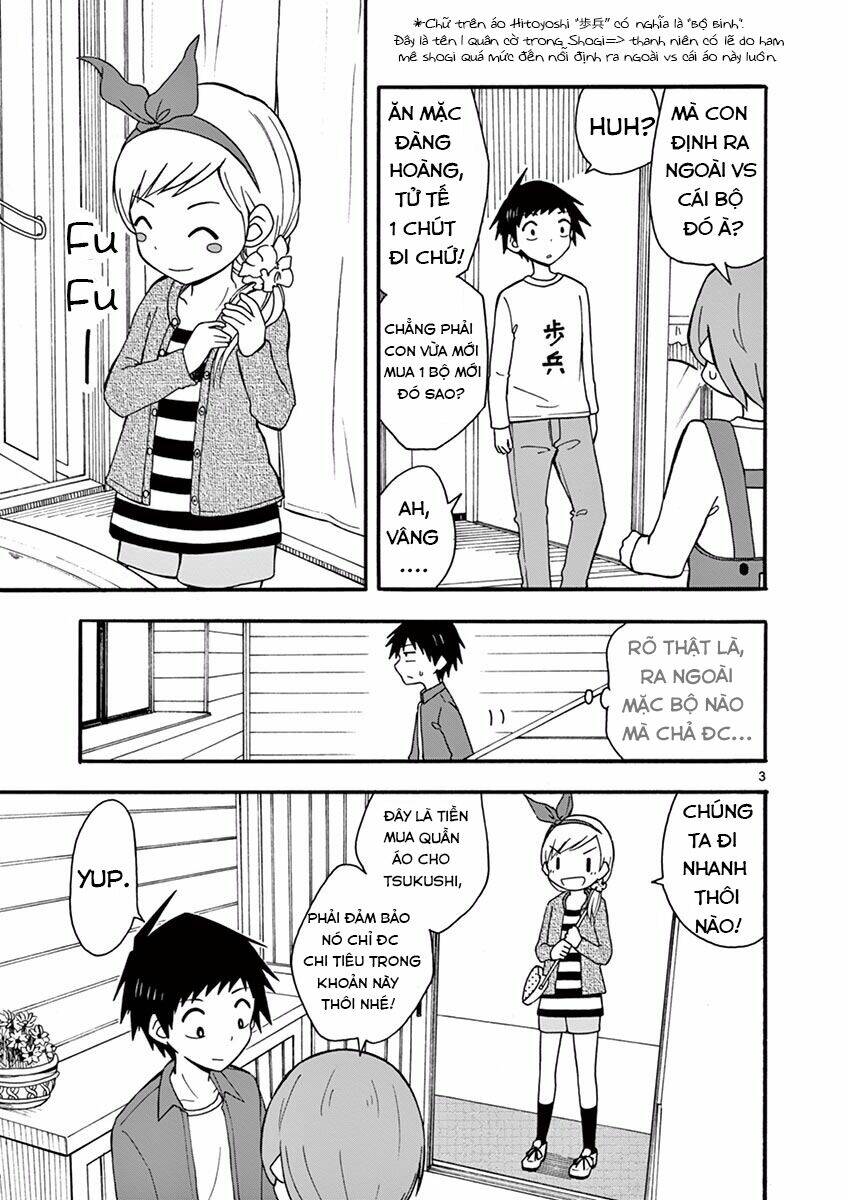 *Chữ trên áo Hitoyoshi "歩兵" có nghĩa là "Bộ Binh".
Đây là tên 1 quân cờ trong Shogi=> thanh niên có lẽ do ham
mê shogi quá mức đến nỗi định ra ngoài vs cái áo này luôn.
MÀ CON
ĐỊNH RA
NGOÀI VS
CÁI BỘ
ĐÓ À?
HUH?
歩兵
ĂN MẶC
ĐÀNG
HOÀNG,
TỬ TẾ
1 CHÚT
ĐI CHỨ!
CHẲNG PHẢI
CON VỪA MỚI
MUA 1 BỘ MỚI
ĐÓ SAO?
AH,
VÂNG
....
Fu
Fu
RÕ THẬT LÀ,
RA NGOÀI
MẶC BỘ NÀO
MÀ CHẢ ĐC...
3
CHÚNG
TA ĐI
NHANH
THÔI
NÀO!
ĐÂY LÀ TIỀN
MUA QUẦN
ÁO CHO
TSUKUSHI,
PHẢI ĐẢM BẢO
NÓ CHỈ ĐC
CHI TIÊU TRONG
KHOẢN NÀY
THÔI NHÉ!
YUP.